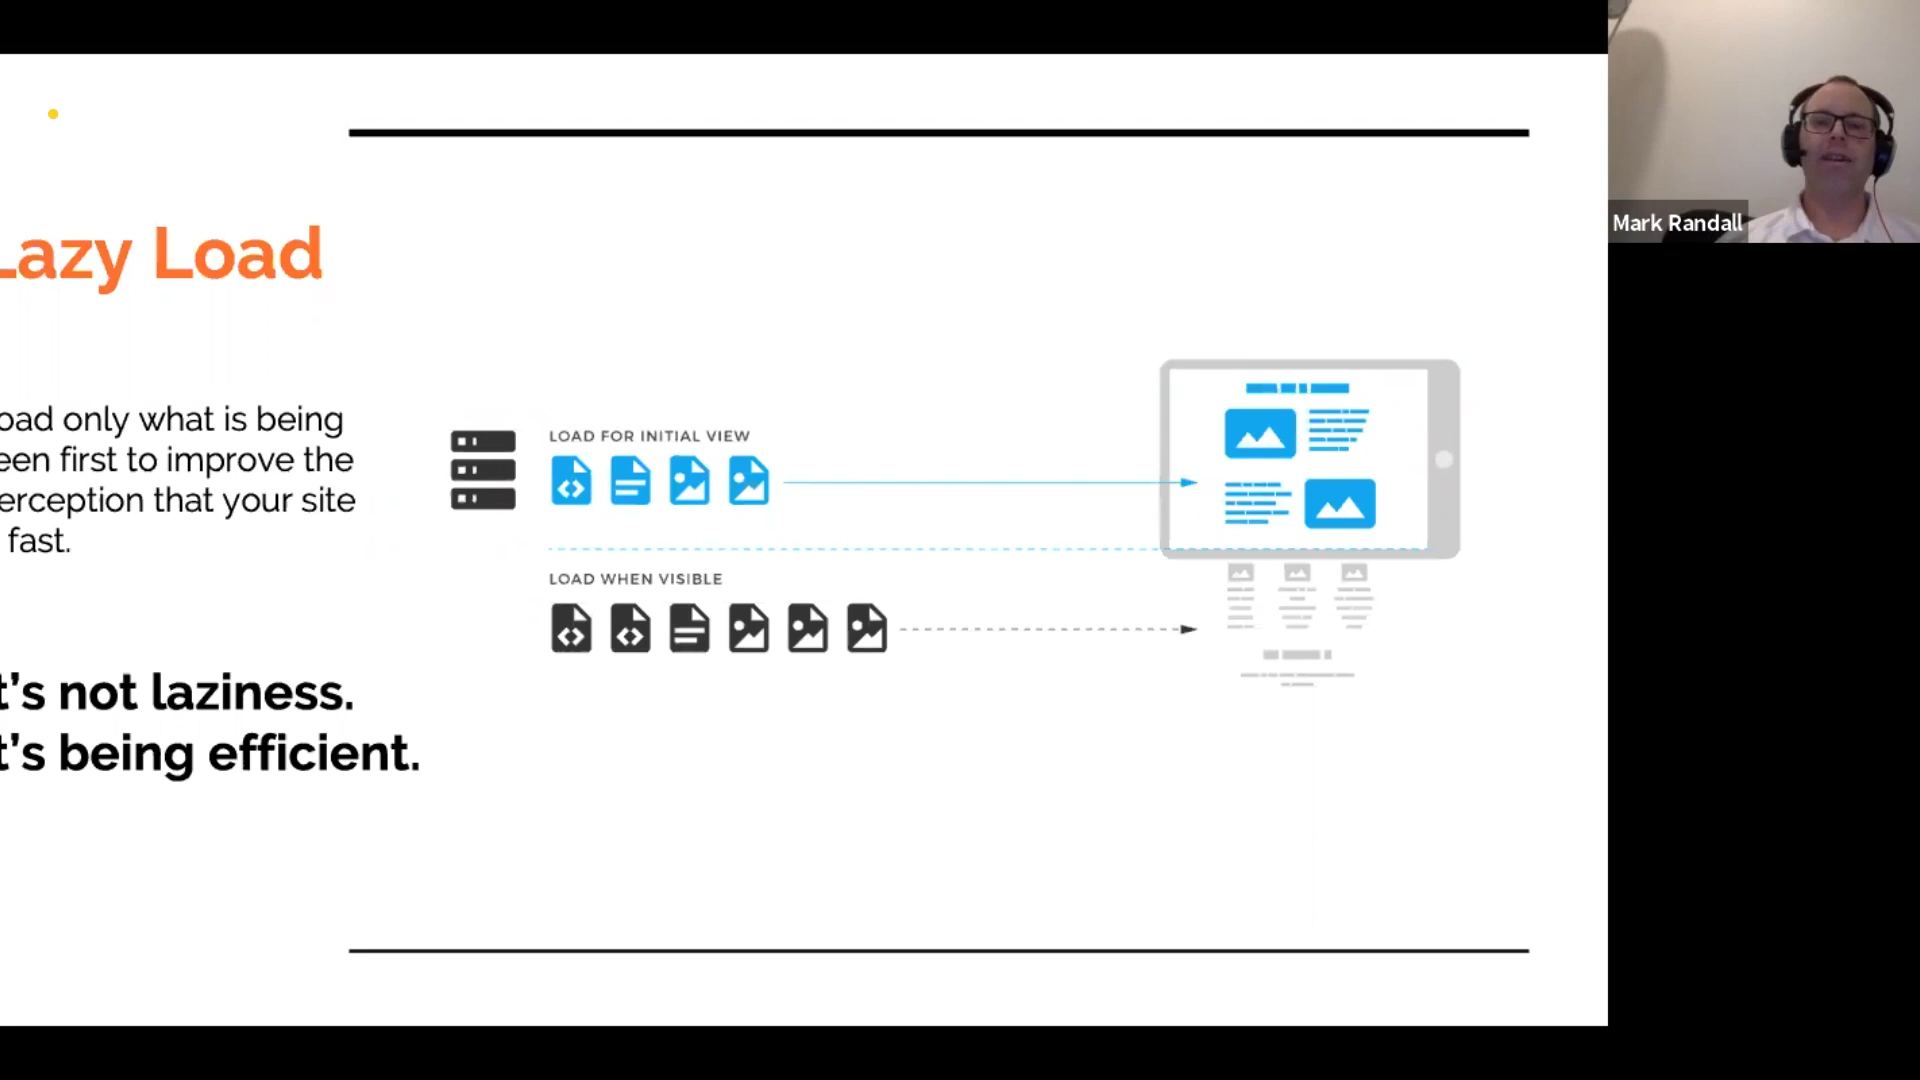 Lazy Load
oad only what is being
een first to improve the
erception that your site
fast.
t’s not laziness.
t’s being efficient.
LOAD FOR INITIAL VIEW
LOAD WHEN VISIBLE
Mark Randall